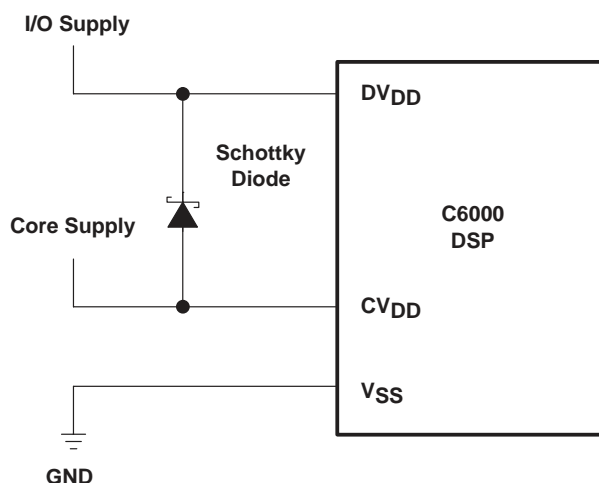 I/O Supply
DVDD
Schottky
Diode
C6000
DSP
Core Supply
CVDD
VSS
GND